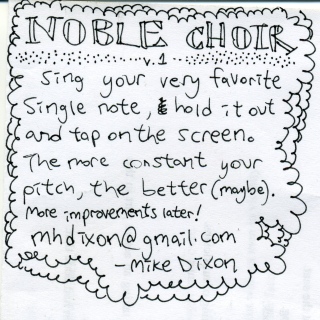 NOBLE CHOIR
v.1
Sing your very favorite
Single note, & hold it out
and tap on the screen.
The more constant your
pitch, the better (maybe).
More improvements later!
mhdixon@gmail.com
- Mike Dixon